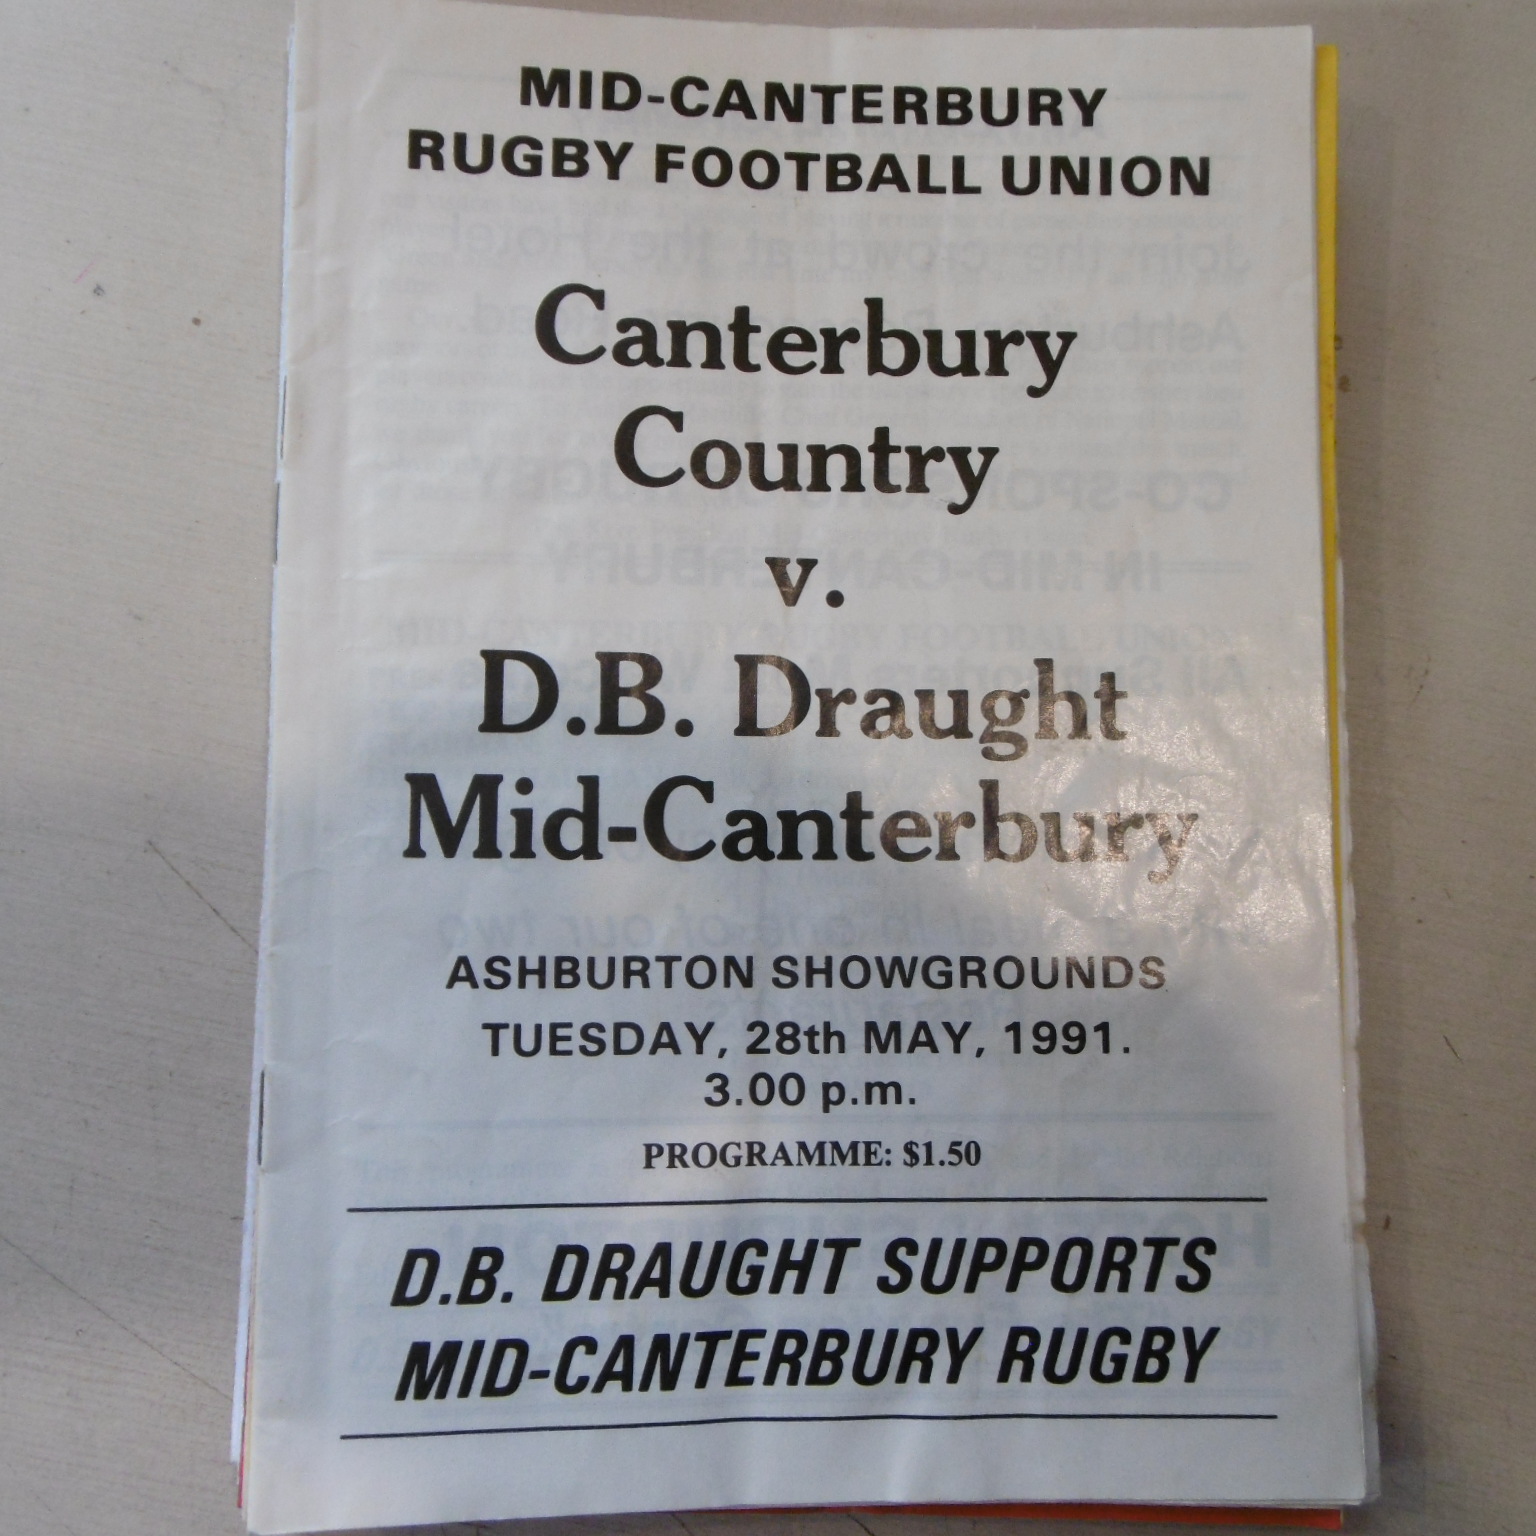 MID-CANTERBURY
RUGBY FOOTBALL UNION
Canterbury
Country
v.
D.B. Draught
Mid-Canterbury
ASHBURTON SHOWGROUNDS
TUESDAY, 28th MAY, 1991.
3.00 p.m.
PROGRAMME: $1.50
D.B. DRAUGHT SUPPORTS
MID-CANTERBURY RUGBY